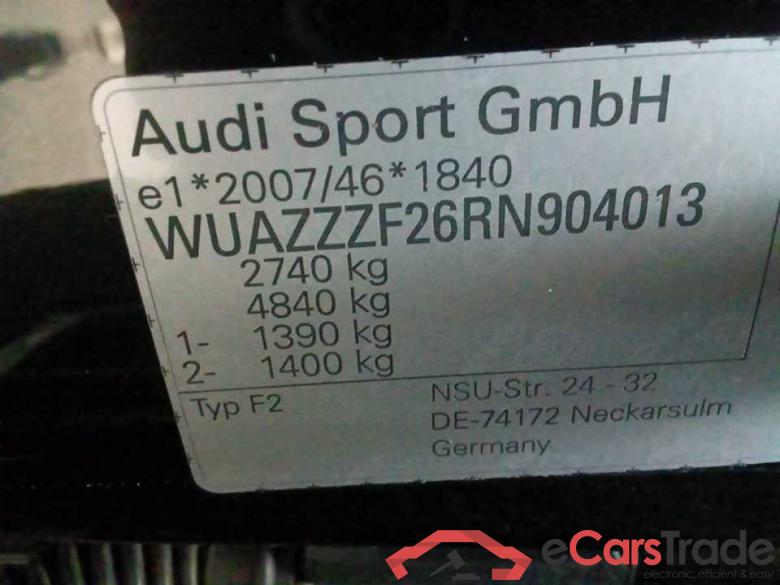 Audi Sport GmbH
e1*2007/46*1840
WUAZZZF26RN904013
2740 kg
4840 kg
1- 1390 kg
2- 1400 kg
Typ F2
NSU-Str. 24 - 32
DE-74172 Neckarsulm
Germany
eCarsTrade
electronic, efficient & easy